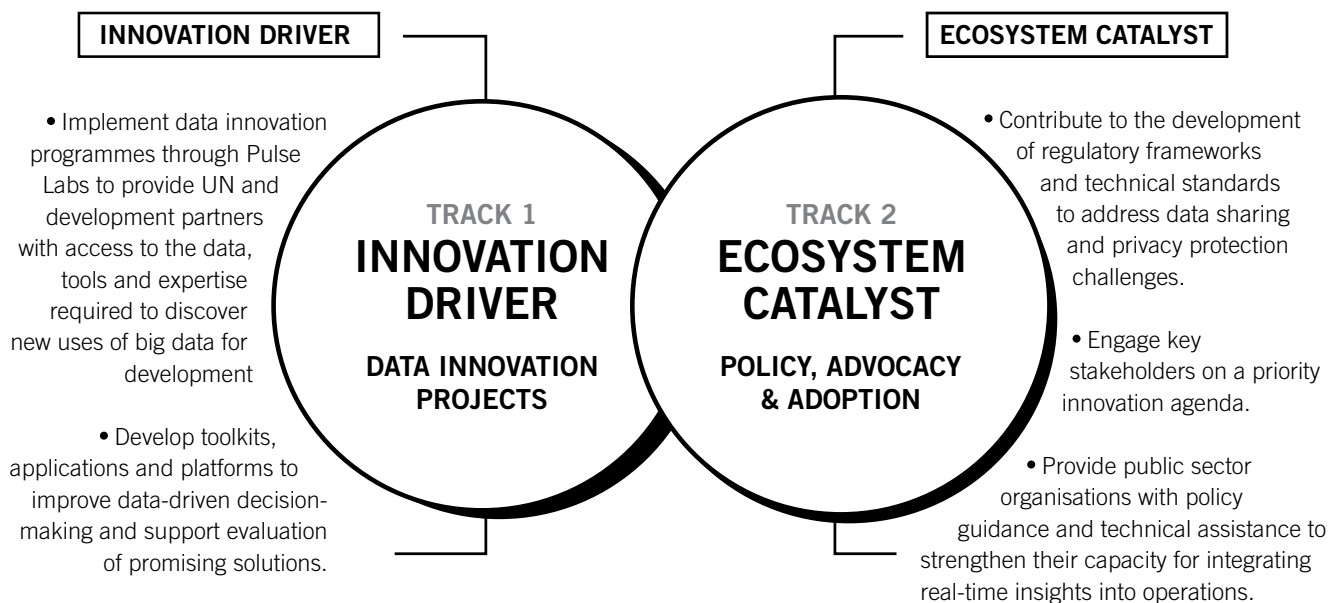 INNOVATION DRIVER
• Implement data innovation
programmes through Pulse
Labs to provide UN and
development partners
with access to the data,
tools and expertise
required to discover
new uses of big data for
development
• Develop toolkits,
applications and platforms to
improve data-driven decision-
making and support evaluation
of promising solutions.
TRACK 1
INNOVATION
DRIVER
DATA INNOVATION
PROJECTS
TRACK 2
ECOSYSTEM
CATALYST
POLICY, ADVOCACY
& ADOPTION
ECOSYSTEM CATALYST
• Contribute to the development
of regulatory frameworks
and technical standards
to address data sharing
and privacy protection
challenges.
• Engage key
stakeholders on a priority
innovation agenda.
• Provide public sector
organisations with policy
guidance and technical assistance to
strengthen their capacity for integrating
real-time insights into operations.